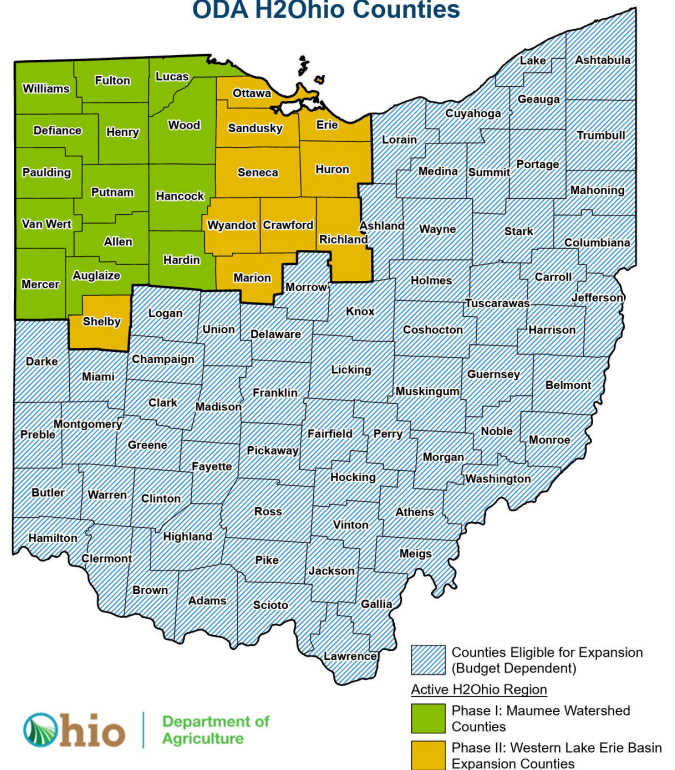 ODA H2Ohio Counties
Williams
Fulton
Lucas
Defiance
Henry
Wood
Paulding
Putnam
Hancock
Van Wert
Allen
Mercer
Auglaize
Hardin
Ottawa
Sandusky
Erie
Seneca
Huron
Wyandot
Crawford
Richland
Marion
Shelby
Lake
Ashtabula
Geauga
Cuyahoga
Lorain
Trumbull
Medina
Summit
Portage
Mahoning
Ashland
Wayne
Stark
Columbiana
Holmes
Carroll
Tuscarawas
Jefferson
Morrow
Knox
Coshocton
Harrison
Logan
Union
Delaware
Darke
Champaign
Miami
Licking
Muskingum
Guernsey
Belmont
Clark
Madison
Franklin
Preble
Montgomery
Greene
Fairfield
Perry
Noble
Monroe
Pickaway
Morgan
Fayette
Hocking
Washington
Butler
Warren
Clinton
Ross
Athens
Vinton
Hamilton
Highland
Clermont
Pike
Meigs
Jackson
Brown
Adams
Scioto
Gallia
Lawrence
Counties Eligible for Expansion
(Budget Dependent)
Active H2Ohio Region
Phase I: Maumee Watershed
Counties
Phase II: Western Lake Erie Basin
Expansion Counties
Ohio
Department of
Agriculture